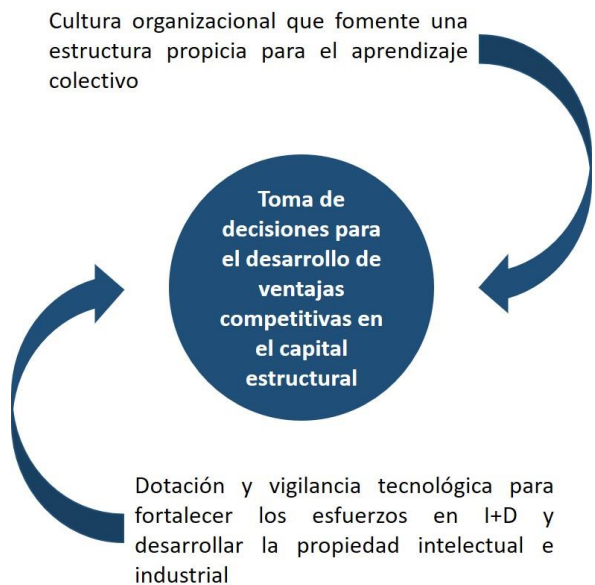 Cultura organizacional que fomente una
estructura propicia para el aprendizaje
colectivo
Toma de
decisiones para
el desarrollo de
ventajas
competitivas en
el capital
estructural
Dotación y vigilancia tecnológica para
fortalecer los esfuerzos en I+D y
desarrollar la propiedad intelectual e
industrial